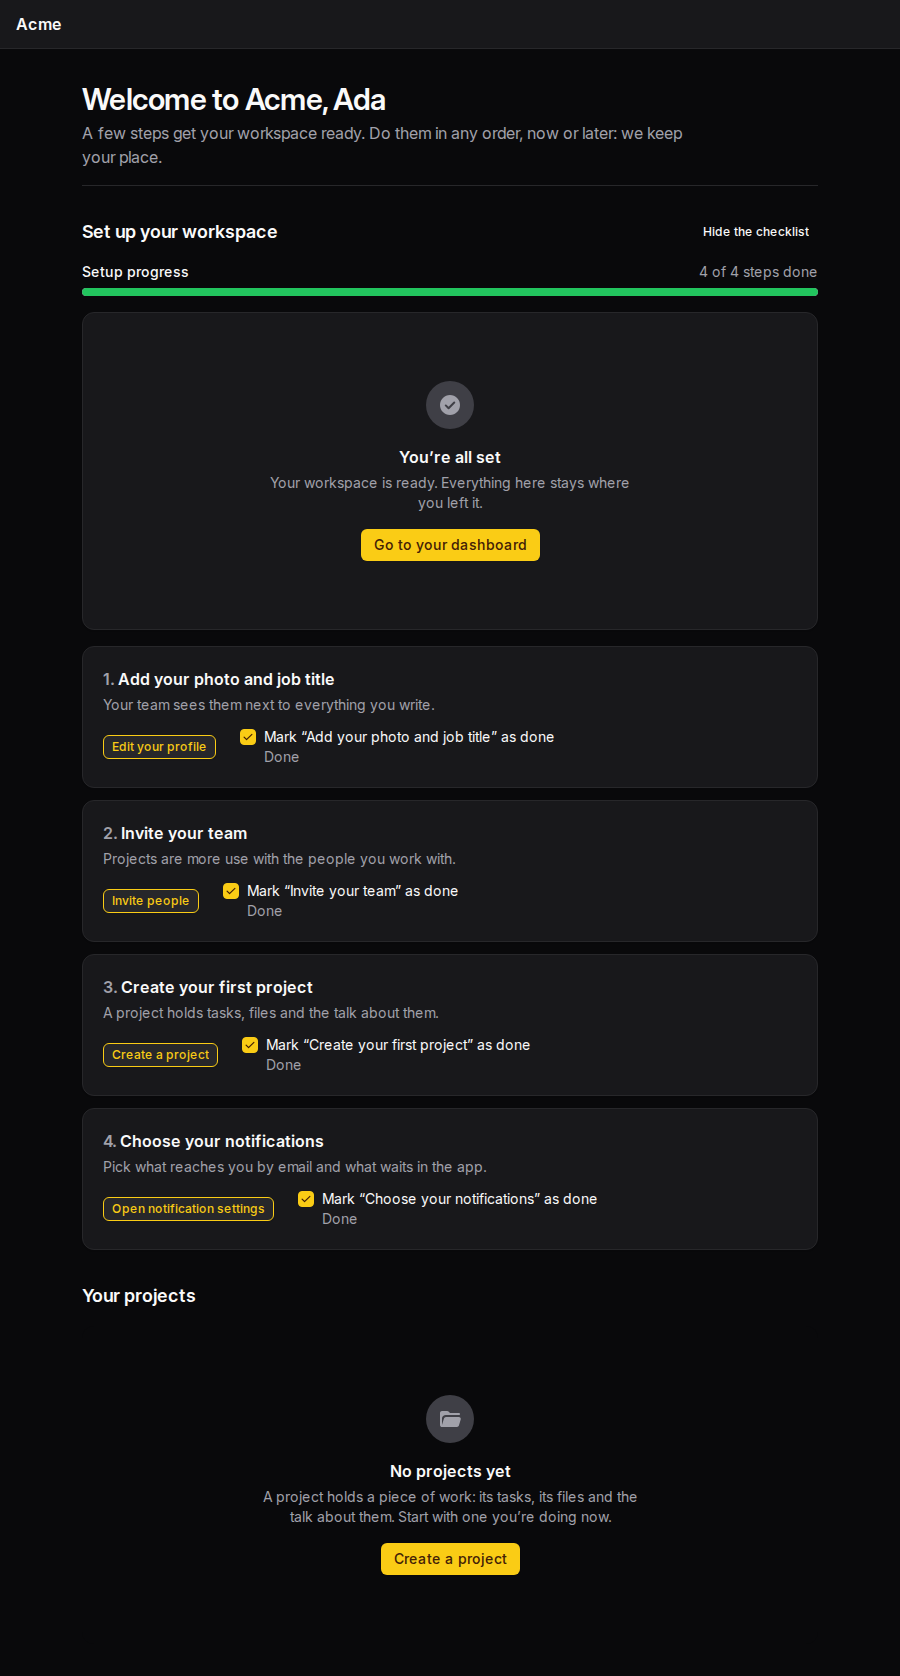 Acme
Welcome to Acme, Ada
A few steps get your workspace ready. Do them in any order, now or later: we keep
your place.
Set up your workspace
Hide the checklist
Setup progress
4 of 4 steps done
You’re all set
Your workspace is ready. Everything here stays where
you left it.
Go to your dashboard
1. Add your photo and job title
Your team sees them next to everything you write.
Edit your profile
Mark “Add your photo and job title” as done
Done
2. Invite your team
Projects are more use with the people you work with.
Invite people
Mark “Invite your team” as done
Done
3. Create your first project
A project holds tasks, files and the talk about them.
Create a project
Mark “Create your first project” as done
Done
4. Choose your notifications
Pick what reaches you by email and what waits in the app.
Open notification settings
Mark “Choose your notifications” as done
Done
Your projects
No projects yet
A project holds a piece of work: its tasks, its files and the
talk about them. Start with one you’re doing now.
Create a project